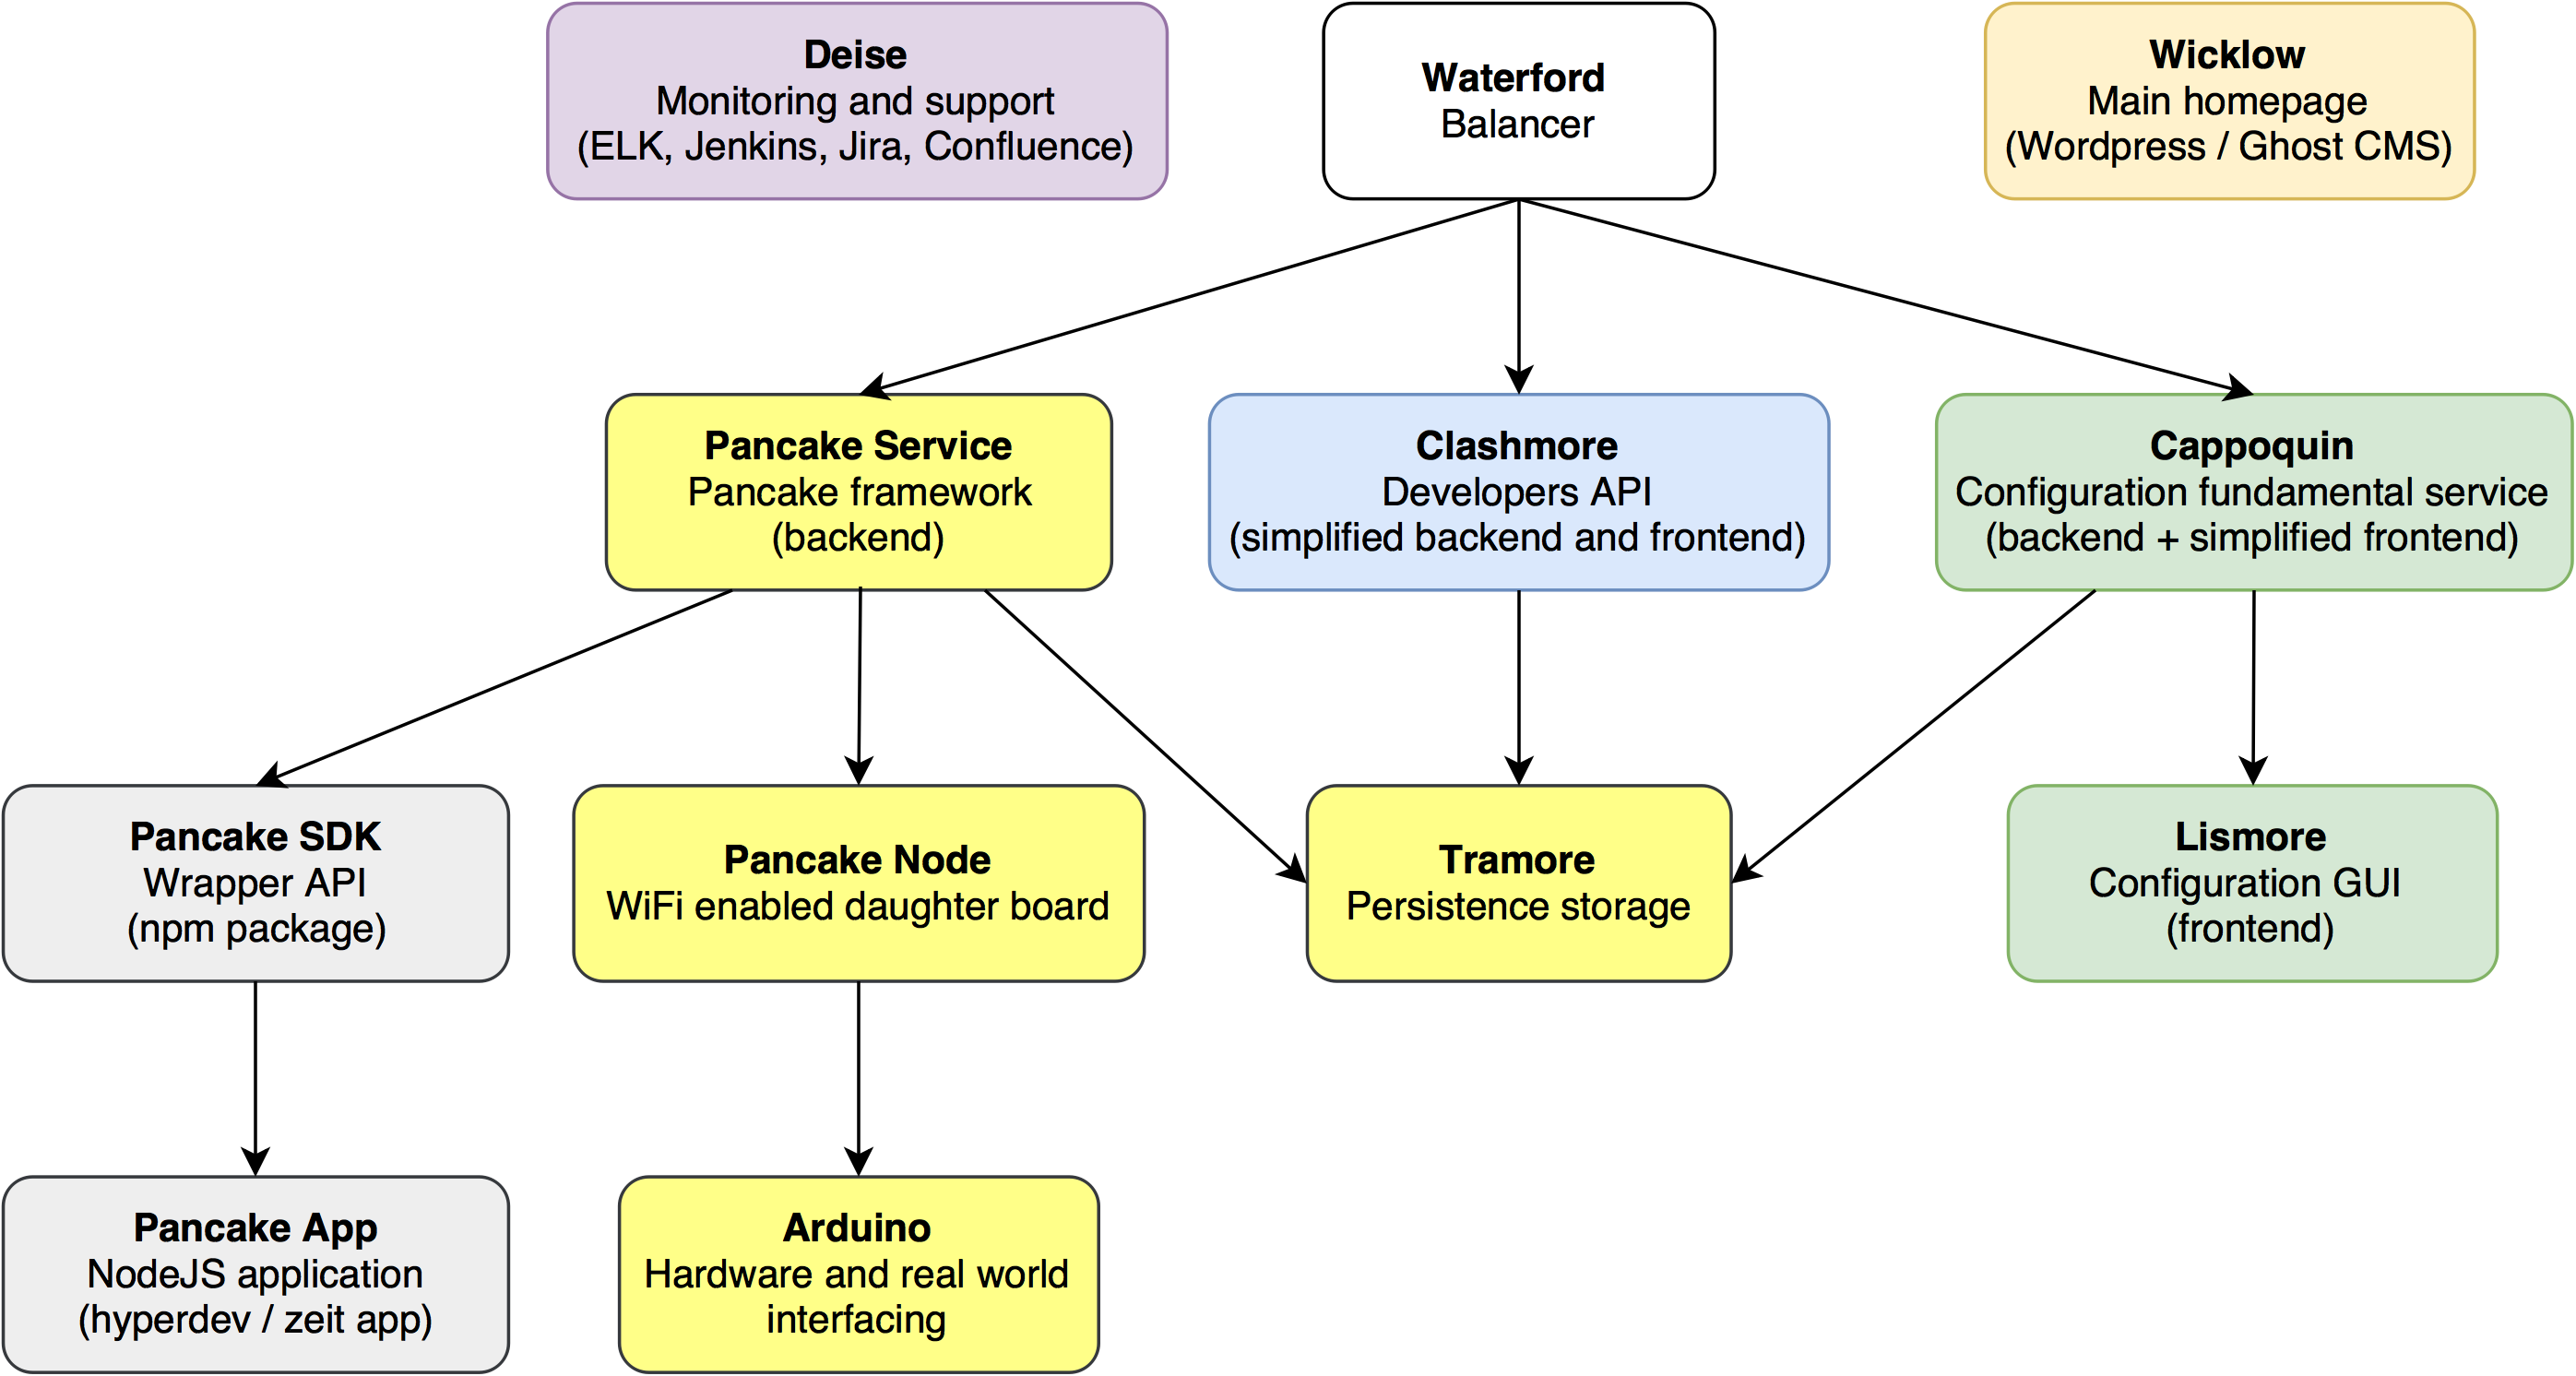 Deise
Monitoring and support
(ELK, Jenkins, Jira, Confluence)
Waterford
Balancer
Wicklow
Main homepage
(Wordpress / Ghost CMS)
Pancake Service
Pancake framework
(backend)
Clashmore
Developers API
(simplified backend and frontend)
Cappoquin
Configuration fundamental service
(backend + simplified frontend)
Pancake SDK
Wrapper API
(npm package)
Pancake Node
WiFi enabled daughter board
Tramore
Persistence storage
Lismore
Configuration GUI
(frontend)
Pancake App
NodeJS application
(hyperdev / zeit app)
Arduino
Hardware and real world
interfacing